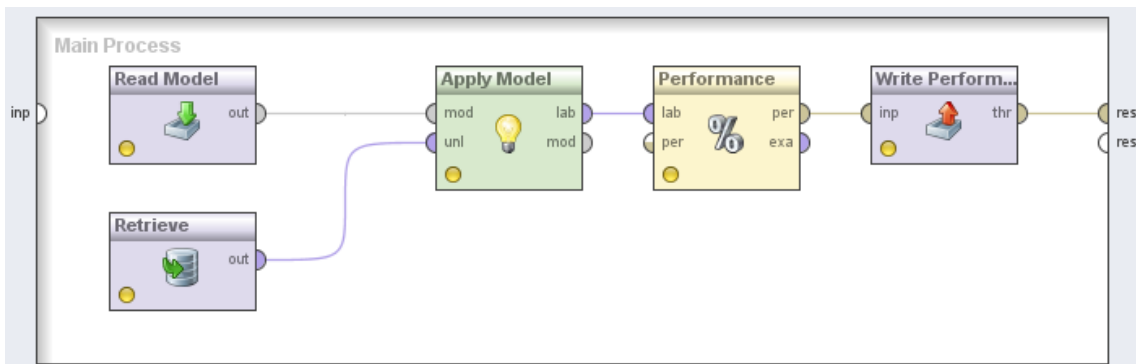 Main Process
Read Model
Apply Model
Performance
Write Perform...
inp
out
mod
lab
lab
per
inp
thr
res
unl
mod
per
exa
res
Retrieve
out